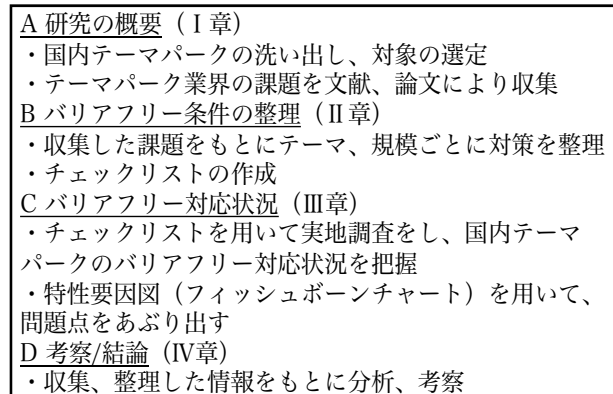 A 研究の概要（Ⅰ章）
・国内テーマパークの洗い出し、対象の選定
・テーマパーク業界の課題を文献、論文により収集
B バリアフリー条件の整理（Ⅱ章）
・収集した課題をもとにテーマ、規模ごとに対策を整理
・チェックリストの作成
C バリアフリー対応状況（Ⅲ章）
・チェックリストを用いて実地調査をし、国内テーマ
パークのバリアフリー対応状況を把握
・特性要因図（フィッシュボーンチャート）を用いて、
問題点をあぶり出す
D 考察/結論（Ⅳ章）
・収集、整理した情報をもとに分析、考察